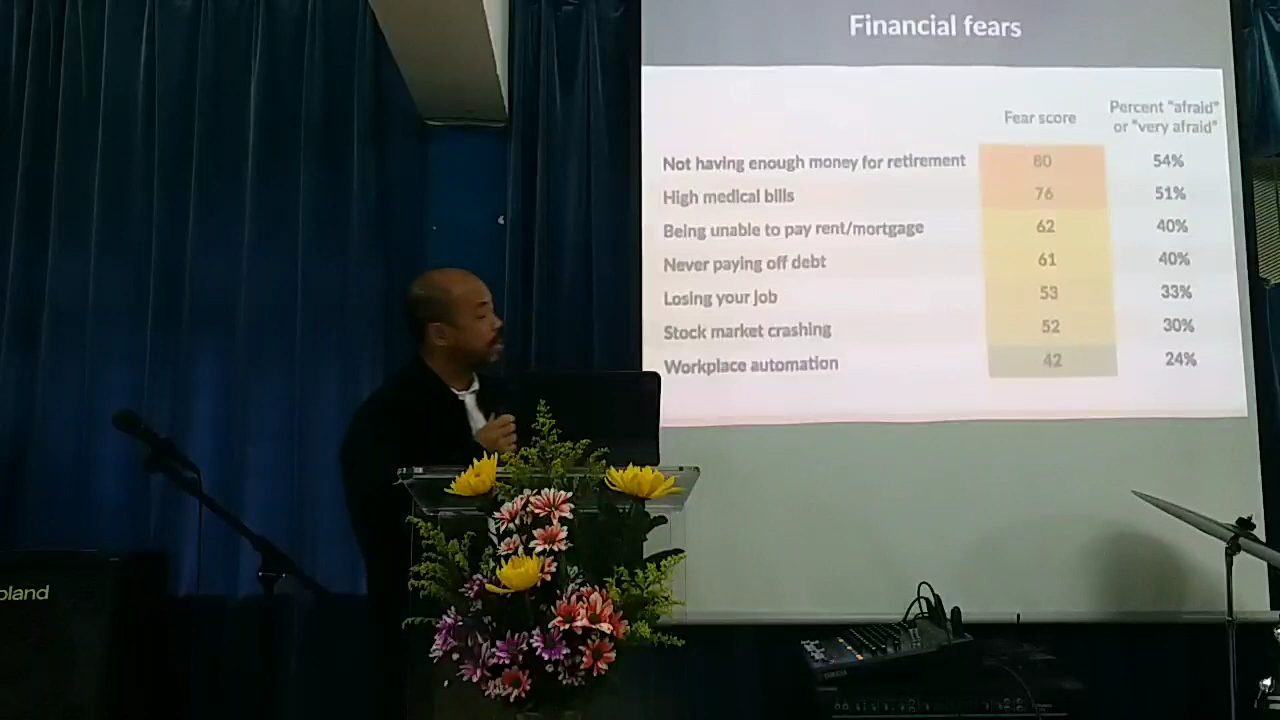 Financial fears
Fear score
Percent "afraid"
or "very afraid"
Not having enough money for retirement 80 54%
High medical bills 76 51%
Being unable to pay rent/mortgage 62 40%
Never paying off debt 61 40%
Losing your job 53 33%
Stock market crashing 52 30%
Workplace automation 42 24%
oland
YAMAHA